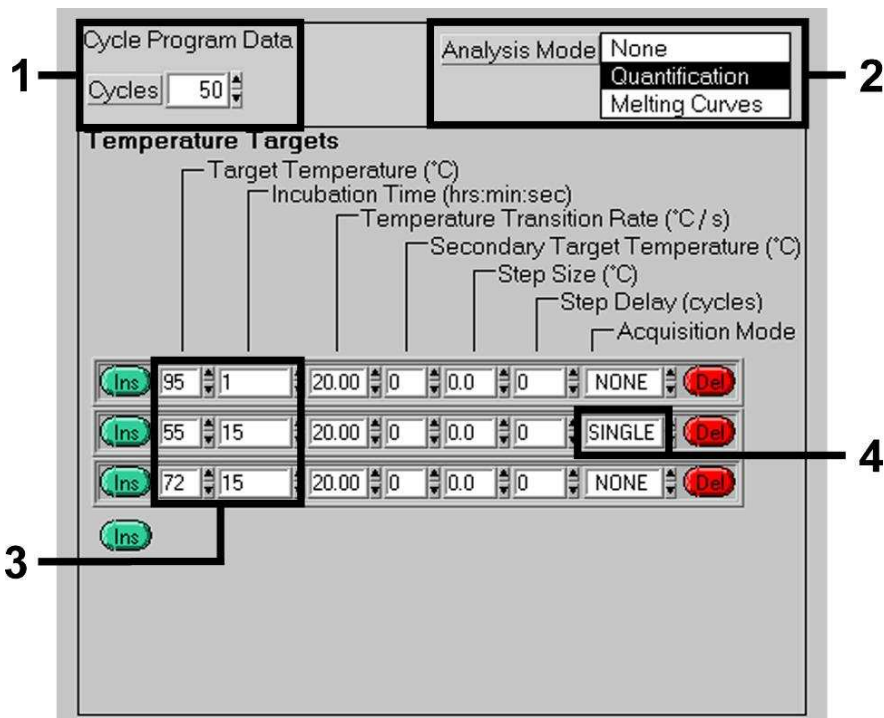 Cycle Program Data
Analysis Mode None
1
2
Quantification
Cycles 50
Melting Curves
Temperature Targets
Target Temperature (°C)
Incubation Time (hrs:min:sec)
Temperature Transition Rate (°C / s)
Secondary Target Temperature (°C)
Step Size (°C)
Step Delay (cycles)
Acquisition Mode
Ins 95 1 20.00 0 0.0 0 NONE Del
Ins 55 15 20.00 0 0.0 0 SINGLE Del
4
Ins 72 15 20.00 0 0.0 0 NONE Del
Ins
3